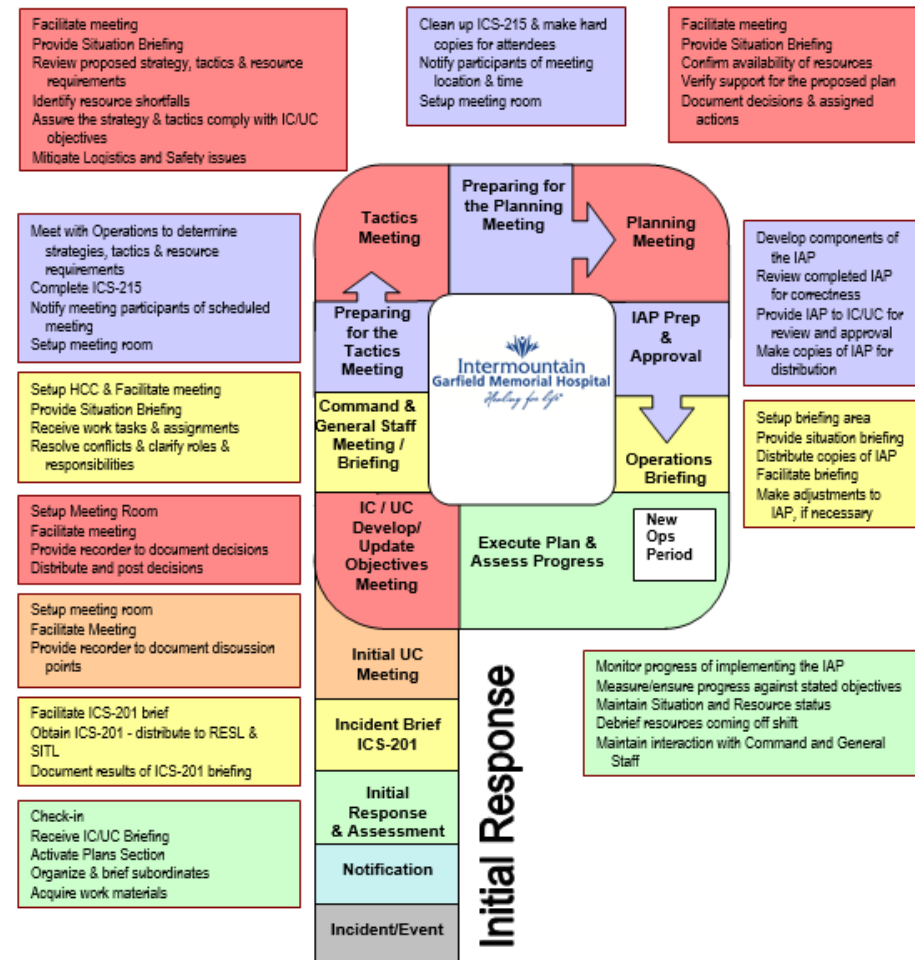 Facilitate meeting
Provide Situation Briefing
Review proposed strategy, tactics & resource
requirements
Identify resource shortfalls
Assure the strategy & tactics comply with IC/UC
objectives
Mitigate Logistics and Safety issues
Clean up ICS-215 & make hard
copies for attendees
Notify participants of meeting
location & time
Setup meeting room
Facilitate meeting
Provide Situation Briefing
Confirm availability of resources
Verify support for the proposed plan
Document decisions & assigned
actions
Tactics
Meeting
Preparing for
the Planning
Meeting
Planning
Meeting
Meet with Operations to determine
strategies, tactics & resource
requirements
Complete ICS-215
Notify meeting participants of scheduled
meeting
Setup meeting room
Preparing
for the
Tactics
Meeting
Intermountain
Garfield Memorial Hospital
Healing for life
IAP Prep
&
Approval
Develop components of
the IAP
Review completed IAP
for correctness
Provide IAP to IC/UC for
review and approval
Make copies of IAP for
distribution
Setup HCC & Facilitate meeting
Provide Situation Briefing
Receive work tasks & assignments
Resolve conflicts & clarify roles &
responsibilities
Command &
General Staff
Meeting /
Briefing
Operations
Briefing
Setup briefing area
Provide situation briefing
Distribute copies of IAP
Facilitate briefing
Make adjustments to
IAP, if necessary
Setup Meeting Room
Facilitate meeting
Provide recorder to document decisions
Distribute and post decisions
IC / UC
Develop/
Update
Objectives
Meeting
Execute Plan &
Assess Progress
New
Ops
Period
Setup meeting room
Facilitate Meeting
Provide recorder to document discussion
points
Initial UC
Meeting
Monitor progress of implementing the IAP
Measure/ensure progress against stated objectives
Maintain Situation and Resource status
Debrief resources coming off shift
Maintain interaction with Command and General
Staff
Facilitate ICS-201 brief
Obtain ICS-201 - distribute to RESL &
SITL
Document results of ICS-201 briefing
Incident Brief
ICS-201
Check-in
Receive IC/UC Briefing
Activate Plans Section
Organize & brief subordinates
Acquire work materials
Initial
Response
& Assessment
Notification
Incident/Event
Initial Response